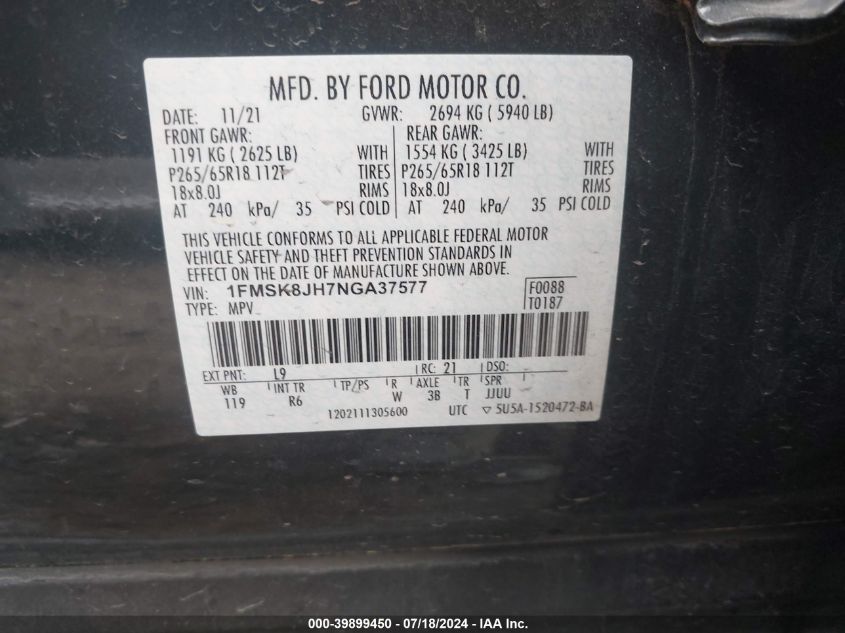 MFD. BY FORD MOTOR CO.
DATE: 11/21 GVWR: 2694 KG ( 5940 LB)
FRONT GAWR: REAR GAWR:
1191 KG ( 2625 LB) WITH 1554 KG ( 3425 LB) WITH
P265/65R18 112T TIRES P265/65R18 112T TIRES
18x8.0J RIMS 18x8.0J RIMS
AT 240 kPa/ 35 PSI COLD AT 240 kPa/ 35 PSI COLD
THIS VEHICLE CONFORMS TO ALL APPLICABLE FEDERAL MOTOR
VEHICLE SAFETY AND THEFT PREVENTION STANDARDS IN
EFFECT ON THE DATE OF MANUFACTURE SHOWN ABOVE.
VIN: 1FMSK8JH7NGA37577 F0088
TYPE: MPV T0187
EXT PNT: L9 RC: 21 DSO:
WB INT TR TP/PS R AXLE TR SPR
119 R6 W 3B T JJUU
1202111305600 UTC ▽ 5U5A-1520472-BA
000-39899450 / 07/18/2024 - IAA Inc.